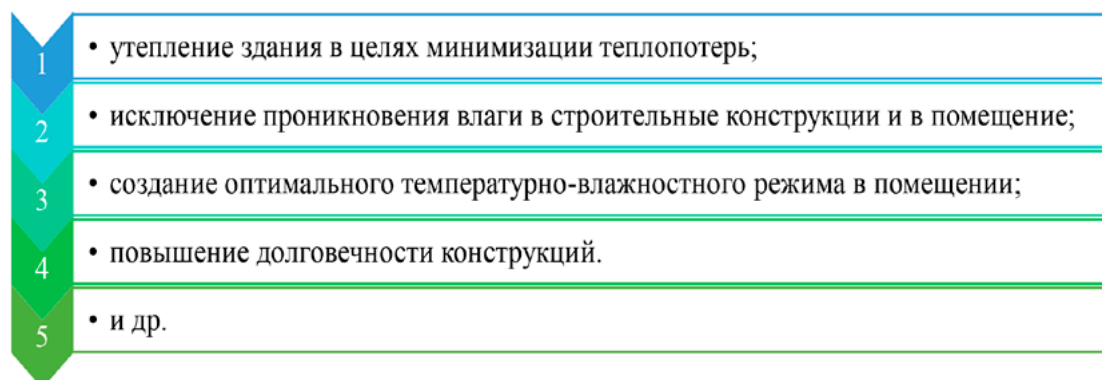 1 • утепление здания в целях минимизации теплопотерь;
2 • исключение проникновения влаги в строительные конструкции и в помещение;
3 • создание оптимального температурно-влажностного режима в помещении;
4 • повышение долговечности конструкций.
5 • и др.